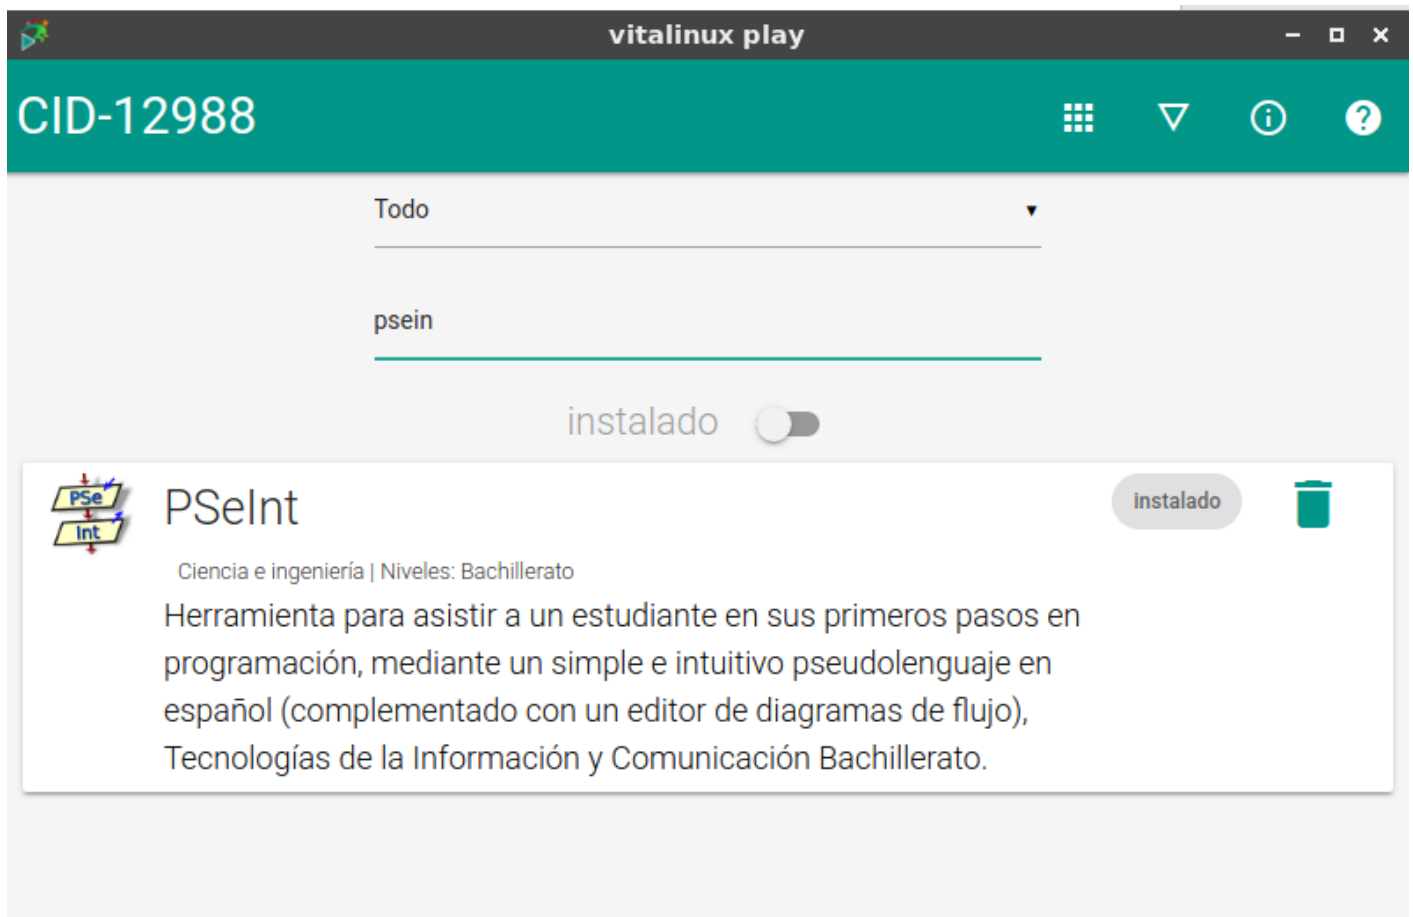 vitalinux play
CID-12988
Todo
psein
instalado
PSe
Int
PSeInt
instalado
Ciencia e ingeniería | Niveles: Bachillerato
Herramienta para asistir a un estudiante en sus primeros pasos en
programación, mediante un simple e intuitivo pseudolenguaje en
español (complementado con un editor de diagramas de flujo),
Tecnologías de la Información y Comunicación Bachillerato.